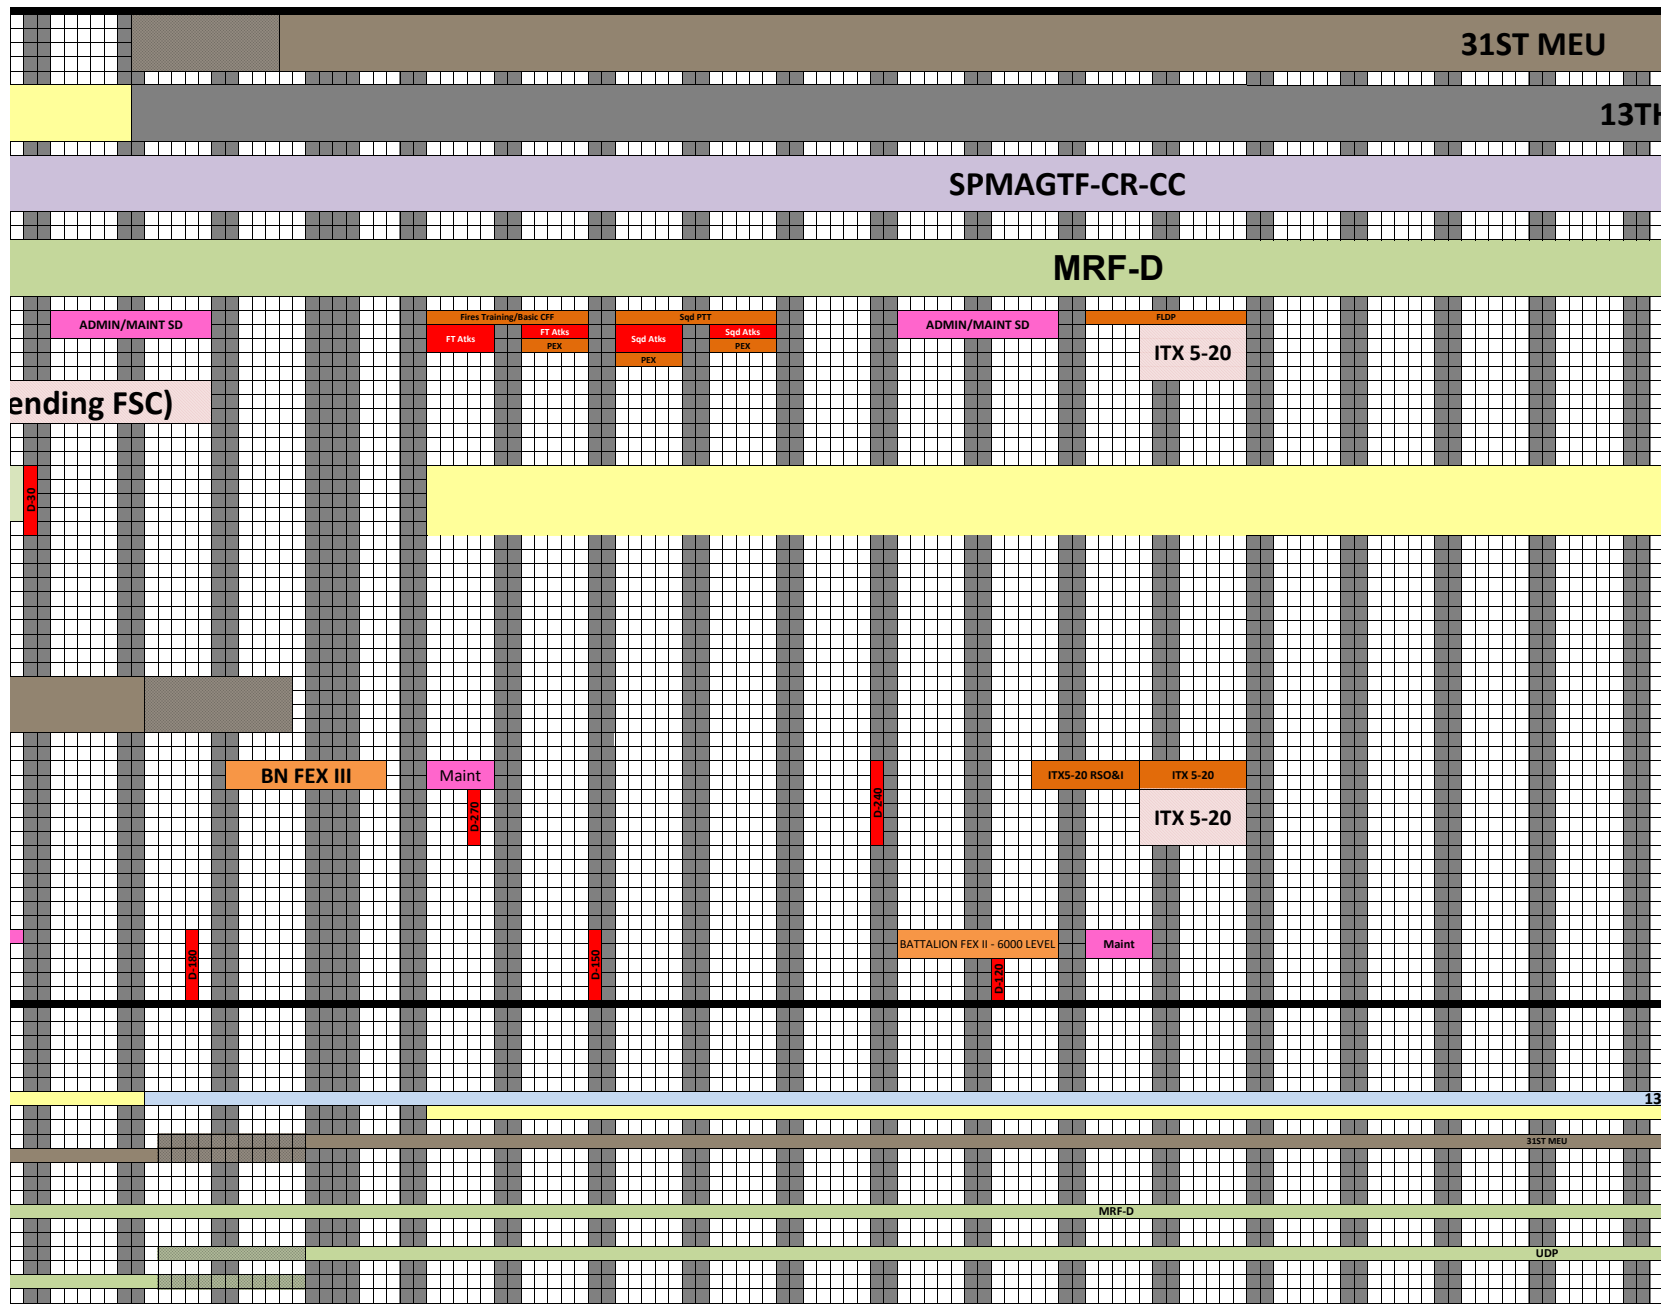 31ST MEU
13TH
SPMAGTF-CR-CC
MRF-D
ADMIN/MAINT SD
Fires Training/Basic CFF
Sqd PTT
ADMIN/MAINT SD
FLDP
FT Atks
FT Atks
PEX
Sqd Atks
PEX
Sqd Atks
PEX
ITX 5-20
ending FSC)
D-30
BN FEX III
Maint
D-270
D-240
ITX5-20 RSO&I
ITX 5-20
ITX 5-20
D-180
D-150
BATTALION FEX II - 6000 LEVEL
Maint
D-120
13
31ST MEU
MRF-D
UDP